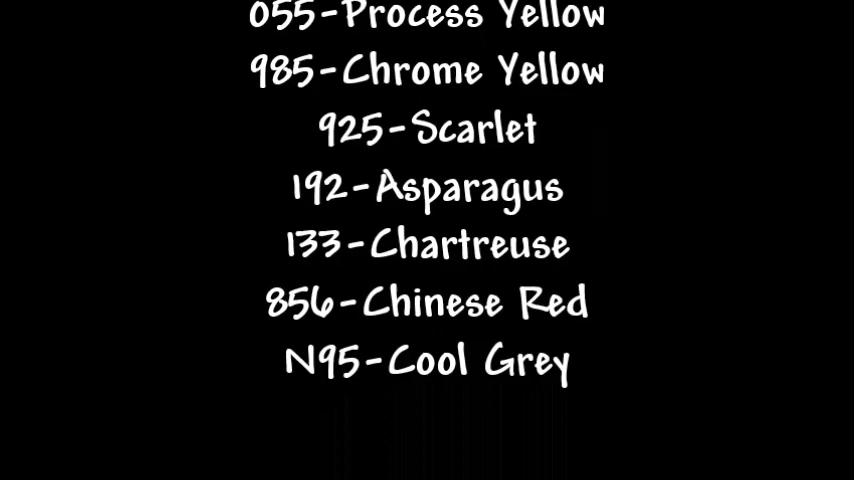 055-Process Yellow
985-Chrome Yellow
925-Scarlet
192-Asparagus
133-Chartreuse
856-Chinese Red
N95-Cool Grey